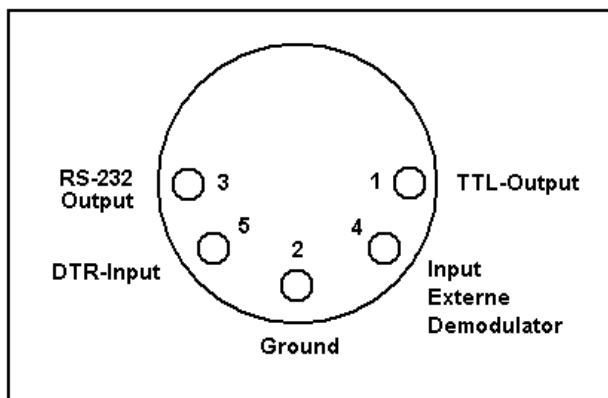 RS-232
Output
3
1
TTL-Output
DTR-Input
5
2
4
Input
Externe
Demodulator
Ground